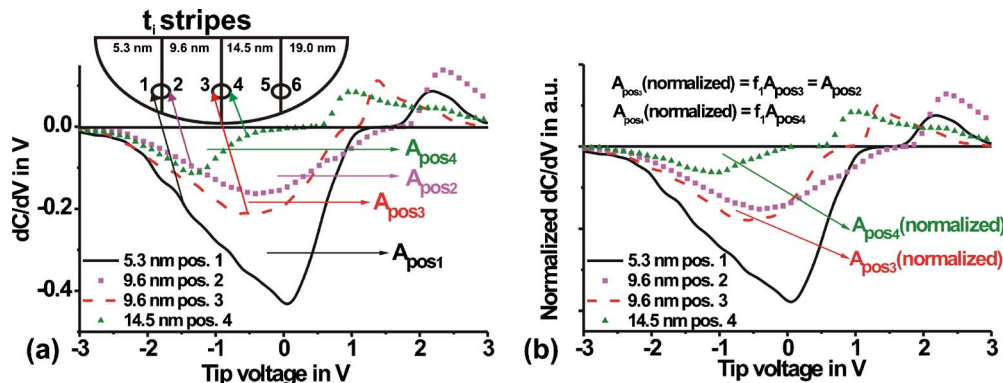 tᵢ stripes
5.3 nm 9.6 nm 14.5 nm 19.0 nm
1 2 3 4 5 6
dC/dV in V
0.0
-0.2
-0.4
A_pos4
A_pos2
A_pos3
A_pos1
5.3 nm pos. 1
9.6 nm pos. 2
9.6 nm pos. 3
14.5 nm pos. 4
-3 -2 -1 0 1 2 3
(a) Tip voltage in V
Normalized dC/dV in a.u.
A_pos3 (normalized) = f₁A_pos3 = A_pos2
A_pos4 (normalized) = f₁A_pos4
A_pos4 (normalized)
A_pos3 (normalized)
5.3 nm pos. 1
9.6 nm pos. 2
9.6 nm pos. 3
14.5 nm pos. 4
-3 -2 -1 0 1 2 3
(b) Tip voltage in V